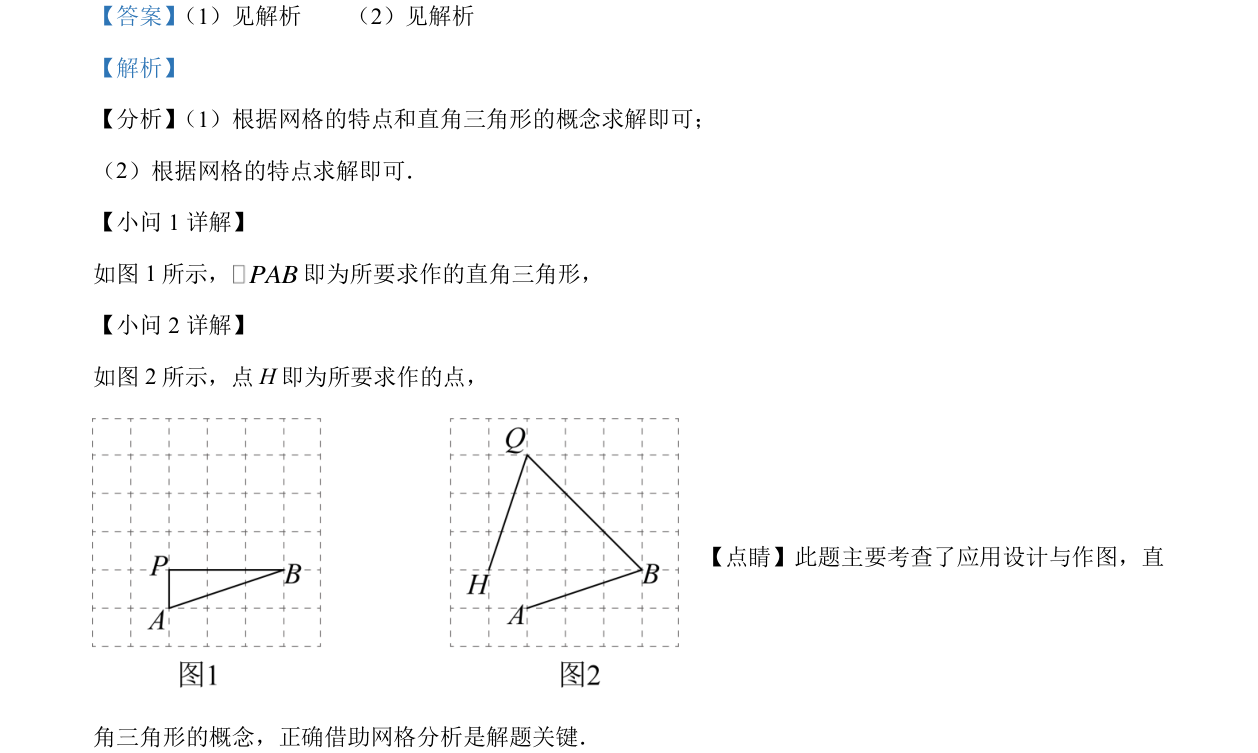 【答案】（1）见解析 （2）见解析
【解析】
【分析】（1）根据网格的特点和直角三角形的概念求解即可；
（2）根据网格的特点求解即可．
【小问 1 详解】
如图 1 所示，□PAB 即为所要求作的直角三角形，
【小问 2 详解】
如图 2 所示，点 H 即为所要求作的点，
P
B
A
图1
Q
H
B
A
图2
【点睛】此题主要考查了应用设计与作图，直
角三角形的概念，正确借助网格分析是解题关键．